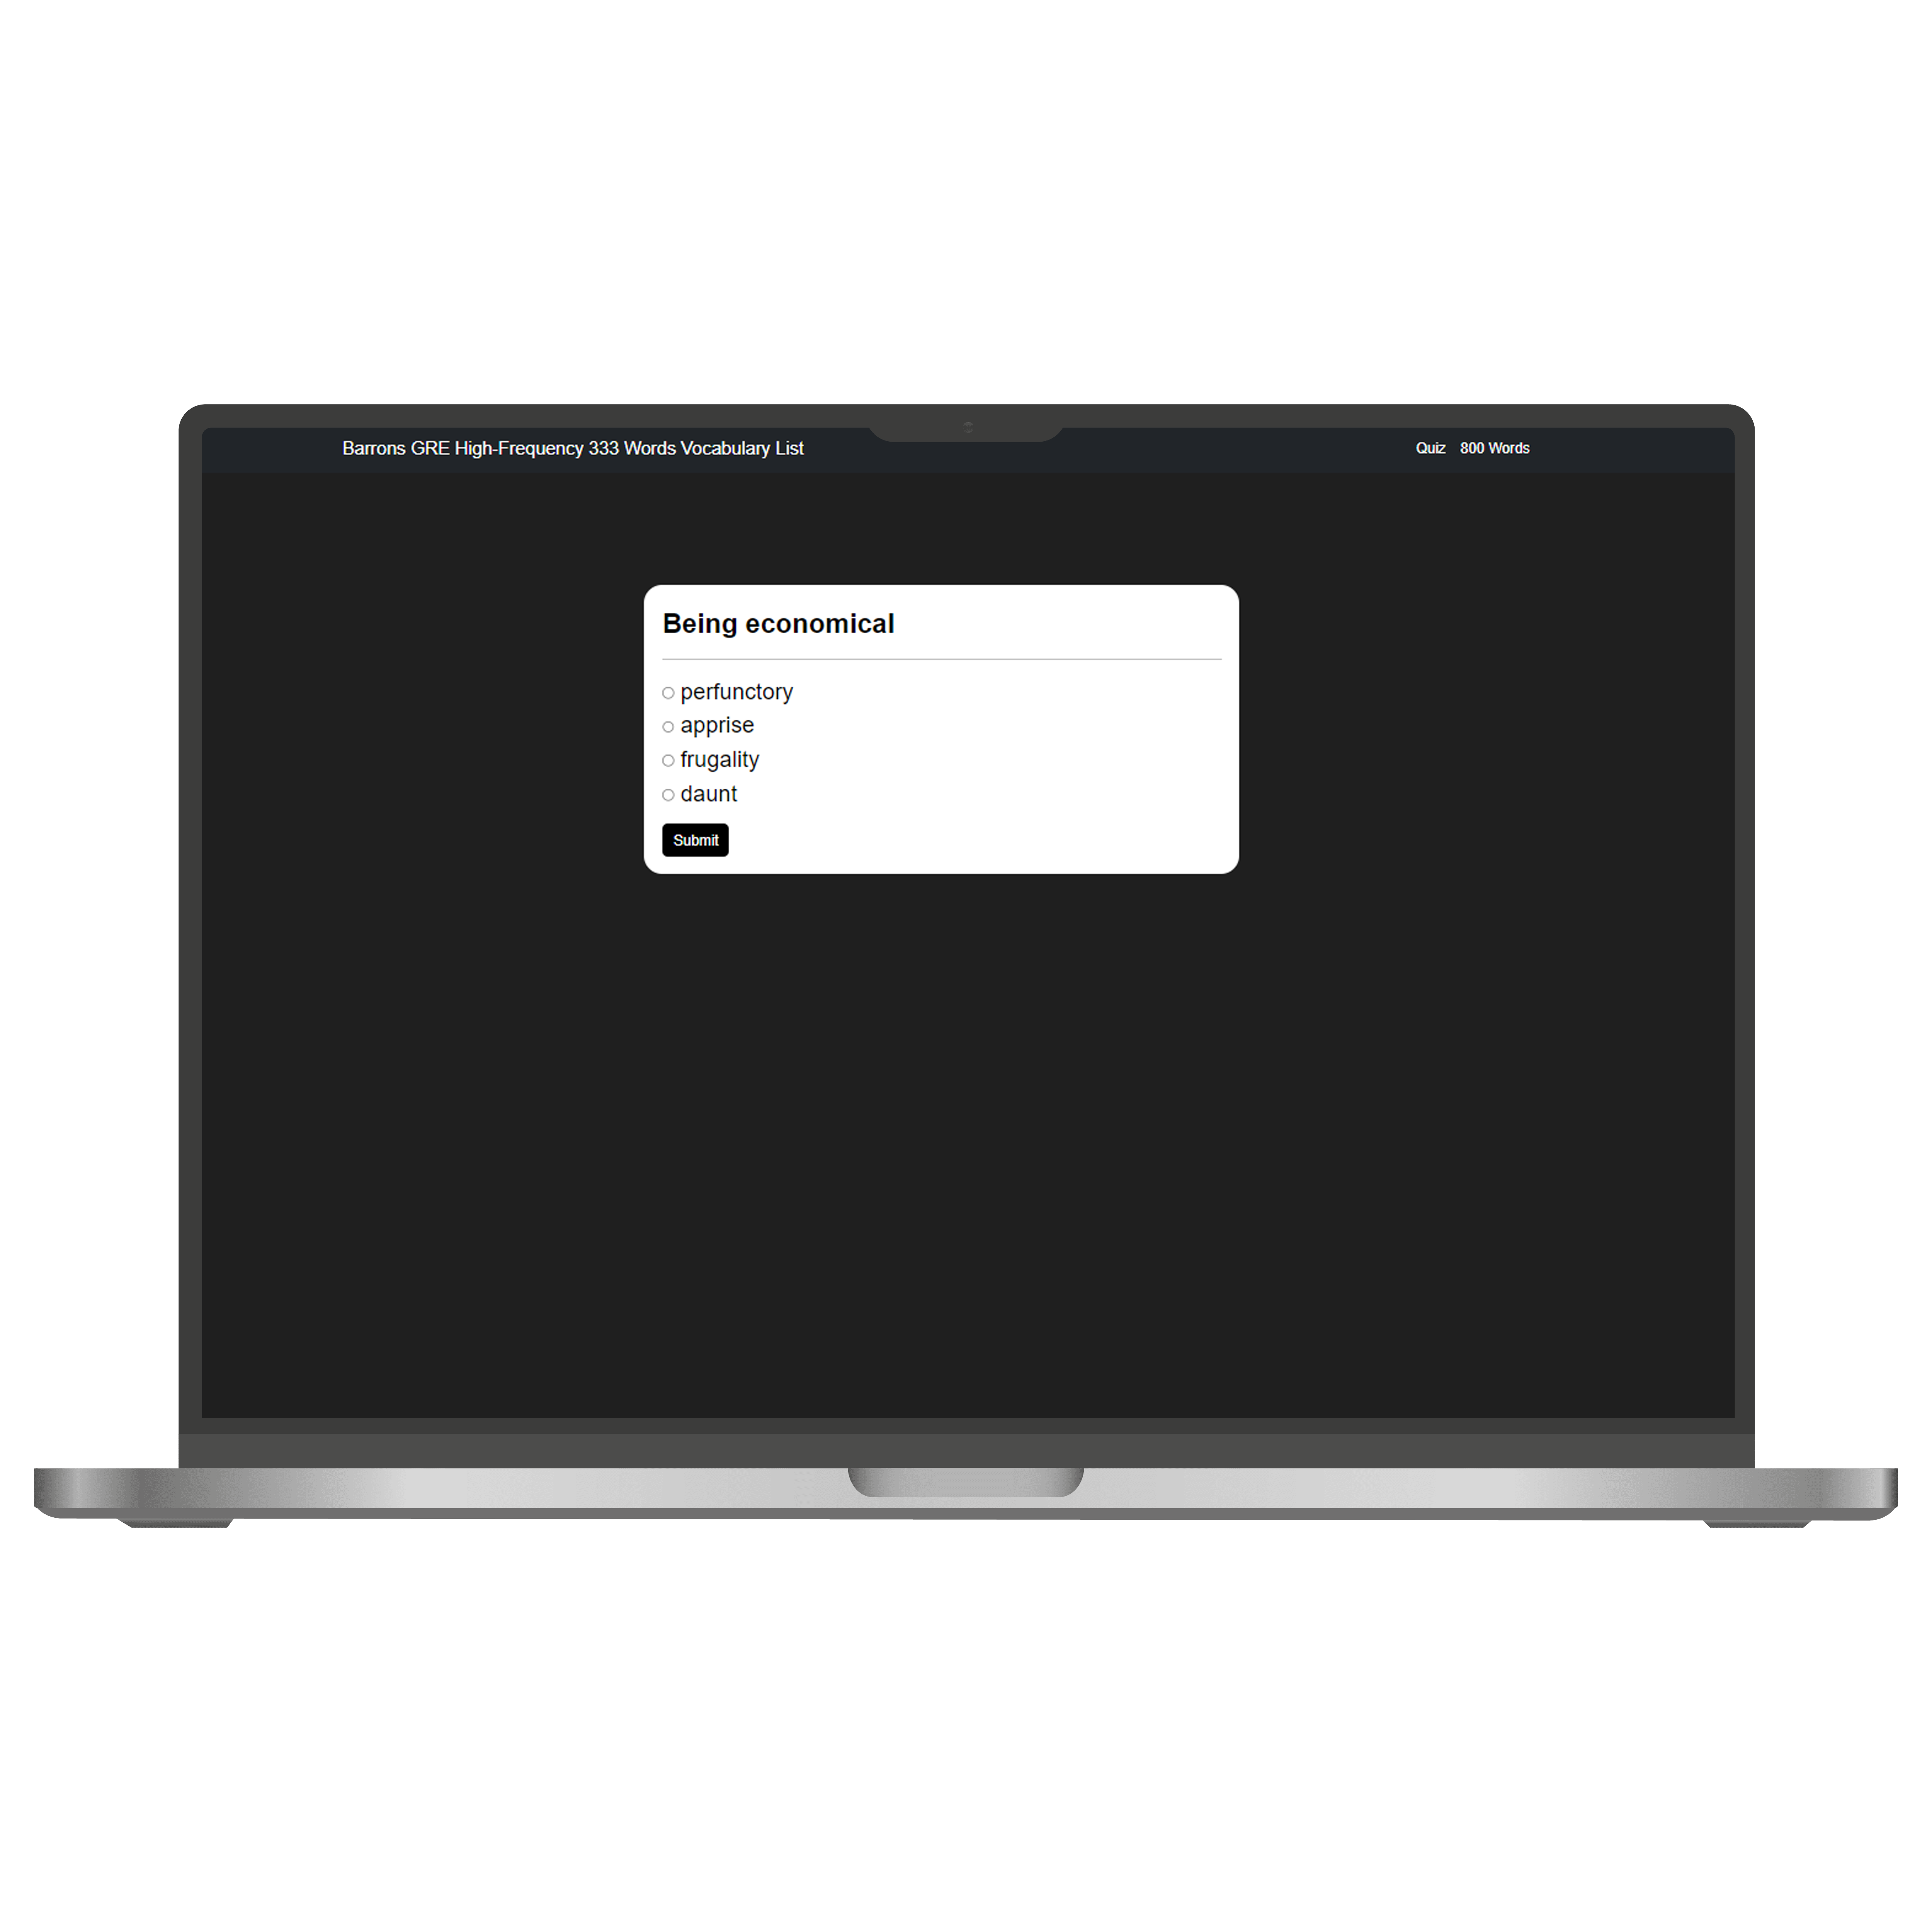 Barrons GRE High-Frequency 333 Words Vocabulary List
Quiz 800 Words
Being economical
perfunctory
apprise
frugality
daunt
Submit